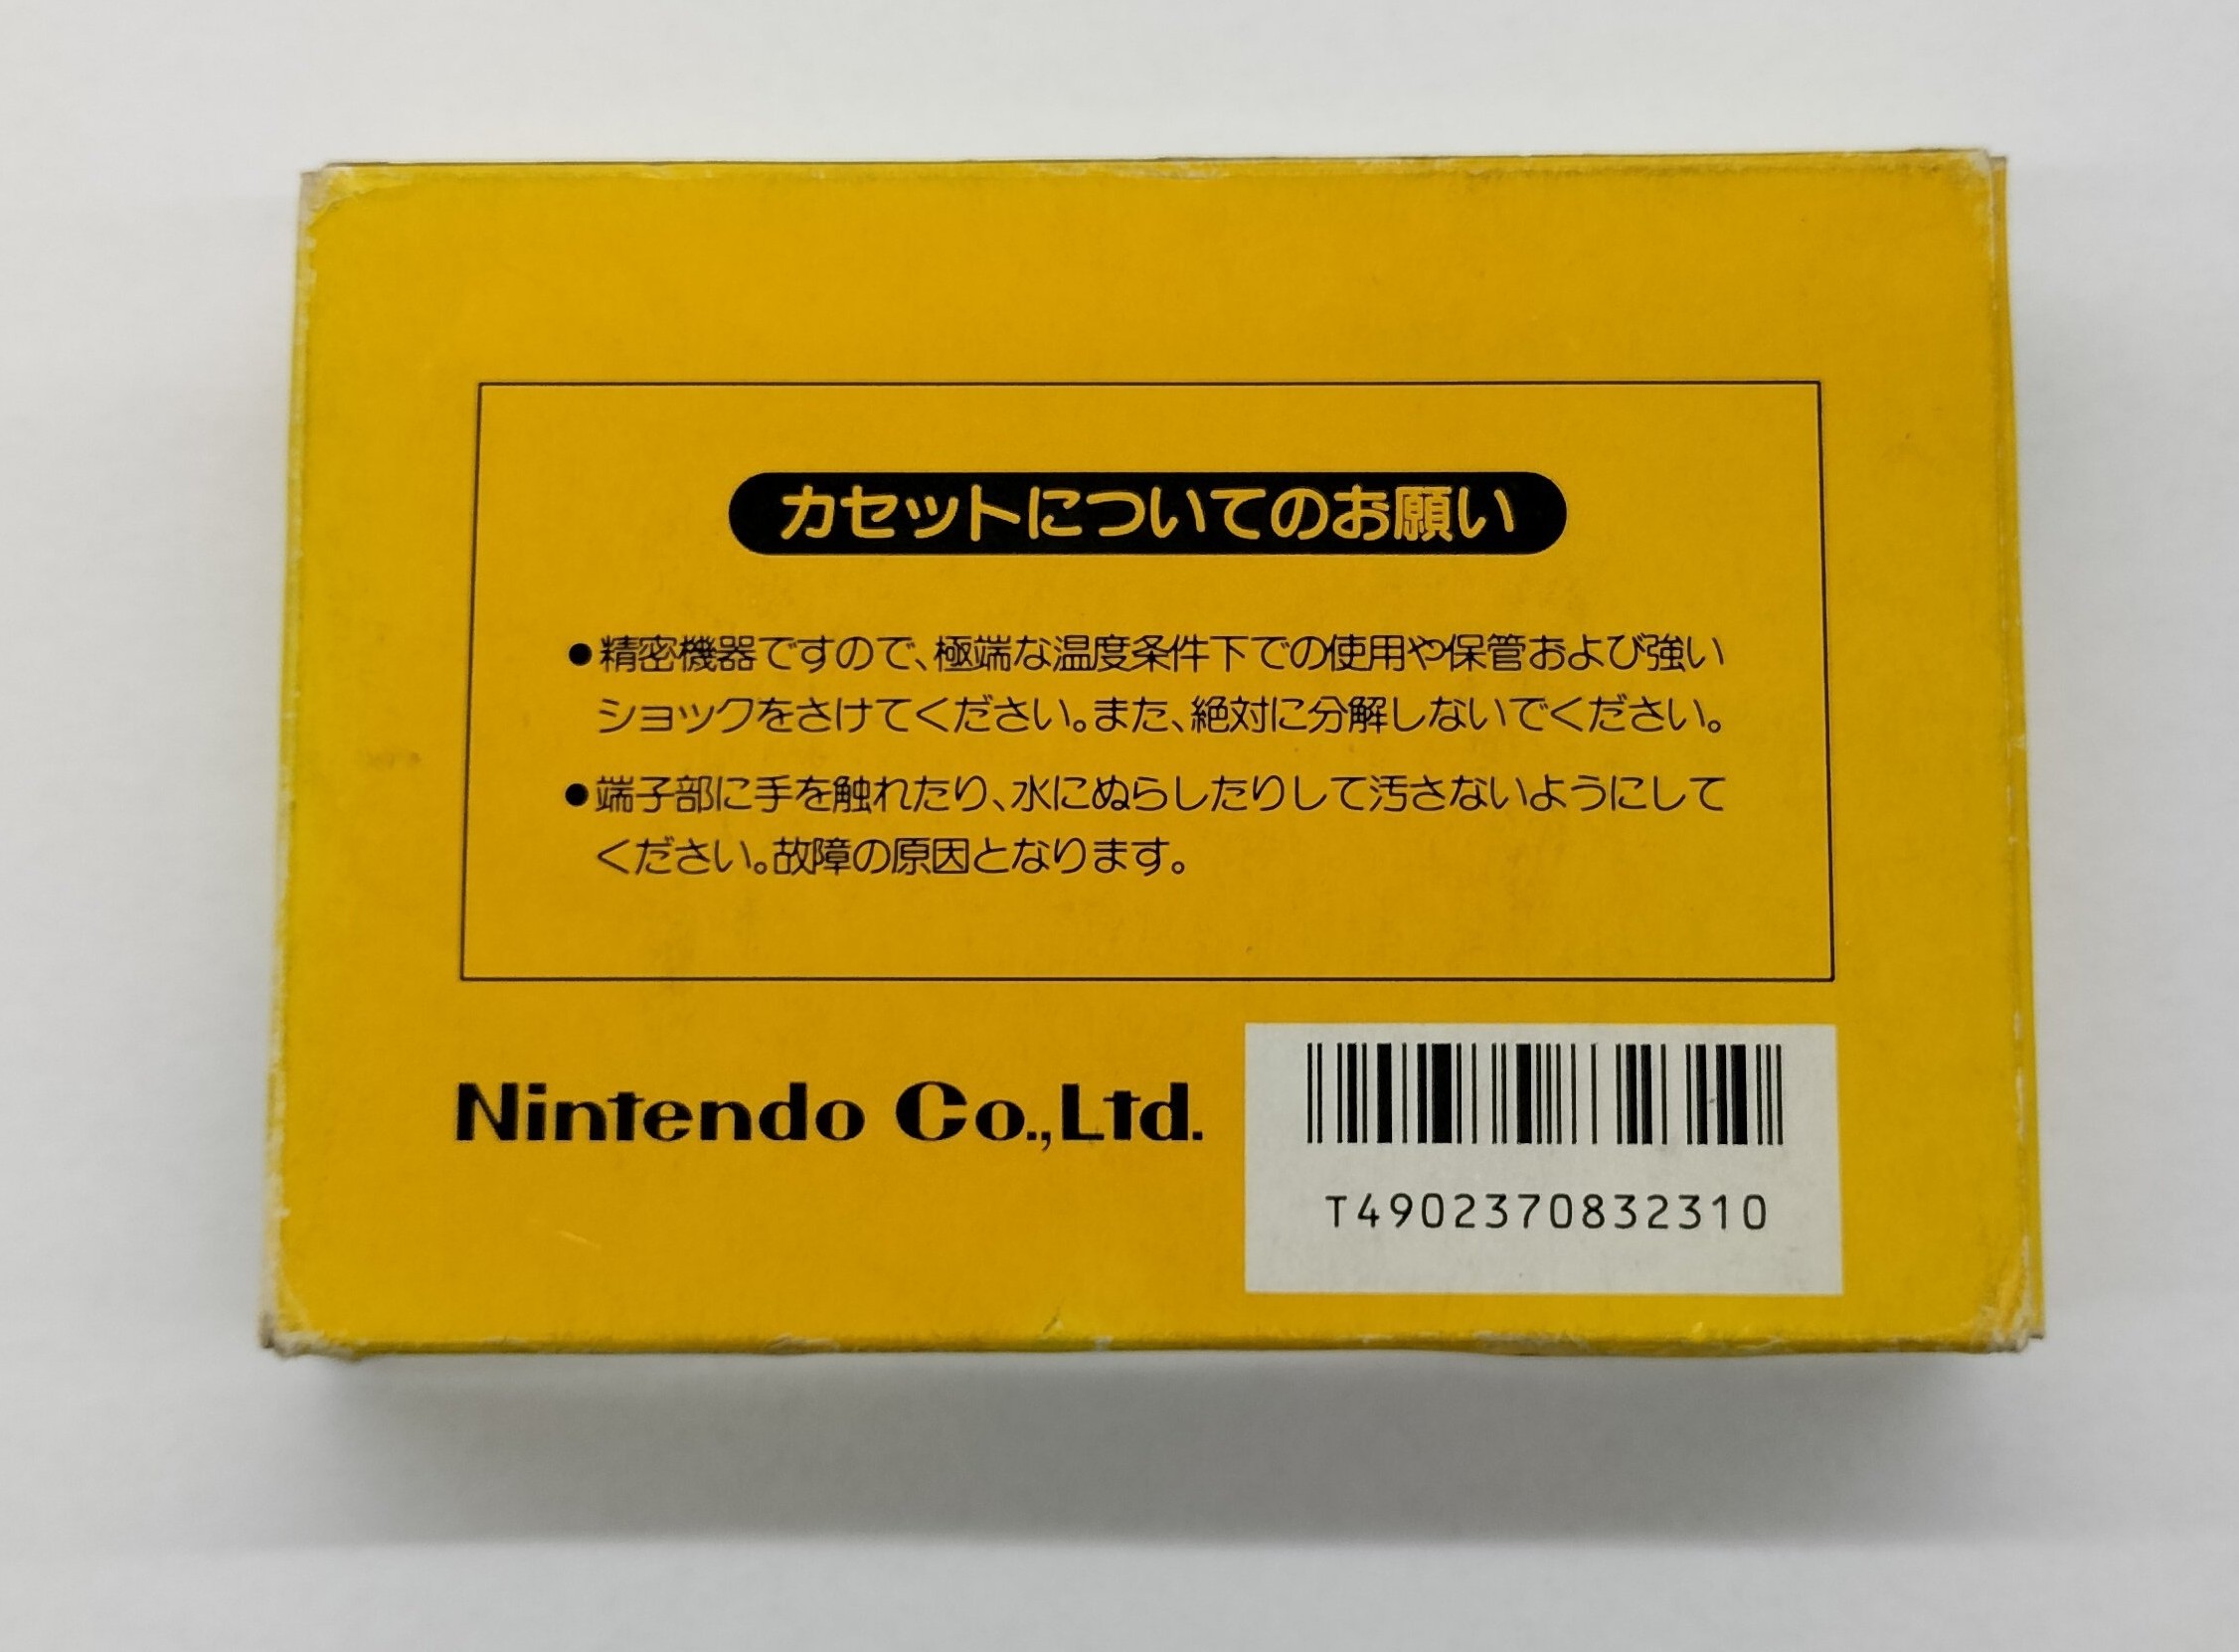 カセットについてのお願い
●精密機器ですので、極端な温度条件下での使用や保管および強い
ショックをさけてください。また、絶対に分解しないでください。
●端子部に手を触れたり、水にぬらしたりして汚さないようにして
ください。故障の原因となります。
Nintendo Co.,Ltd.
T4902370832310